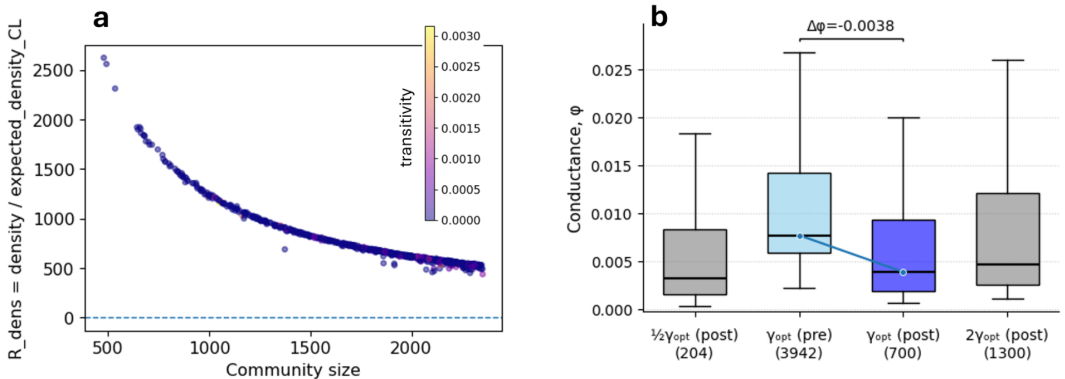 a
R_dens = density / expected_density_CL
2500
2000
1500
1000
500
0
500
1000
1500
2000
Community size
transitivity
0.0030
0.0025
0.0020
0.0015
0.0010
0.0005
0.0000
b
Δφ=-0.0038
Conductance, φ
0.025
0.020
0.015
0.010
0.005
0.000
½γₒₚₜ (post)
(204)
γₒₚₜ (pre)
(3942)
γₒₚₜ (post)
(700)
2γₒₚₜ (post)
(1300)